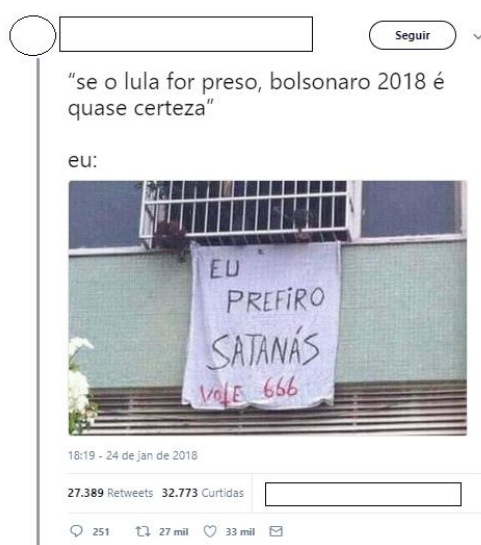 Seguir
“se o lula for preso, bolsonaro 2018 é
quase certeza”
eu:
EU
PREFIRO
SATANÁS
VOTE 666
18:19 - 24 de jan de 2018
27.389 Retweets 32.773 Curtidas
251 27 mil 33 mil